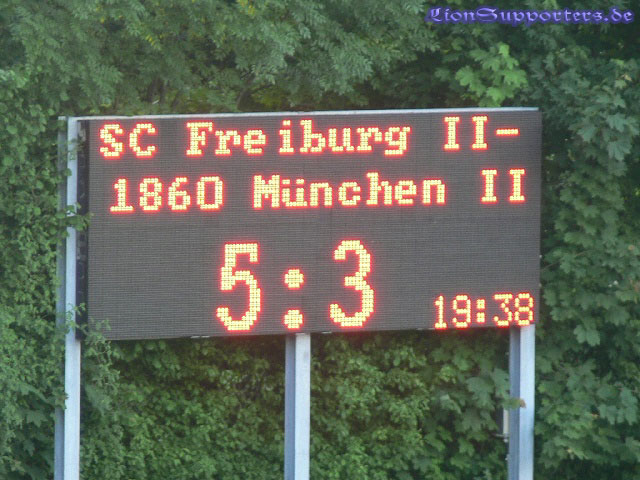 LionSupporters.de
SC Freiburg II-
1860 München II
5:3
19:38